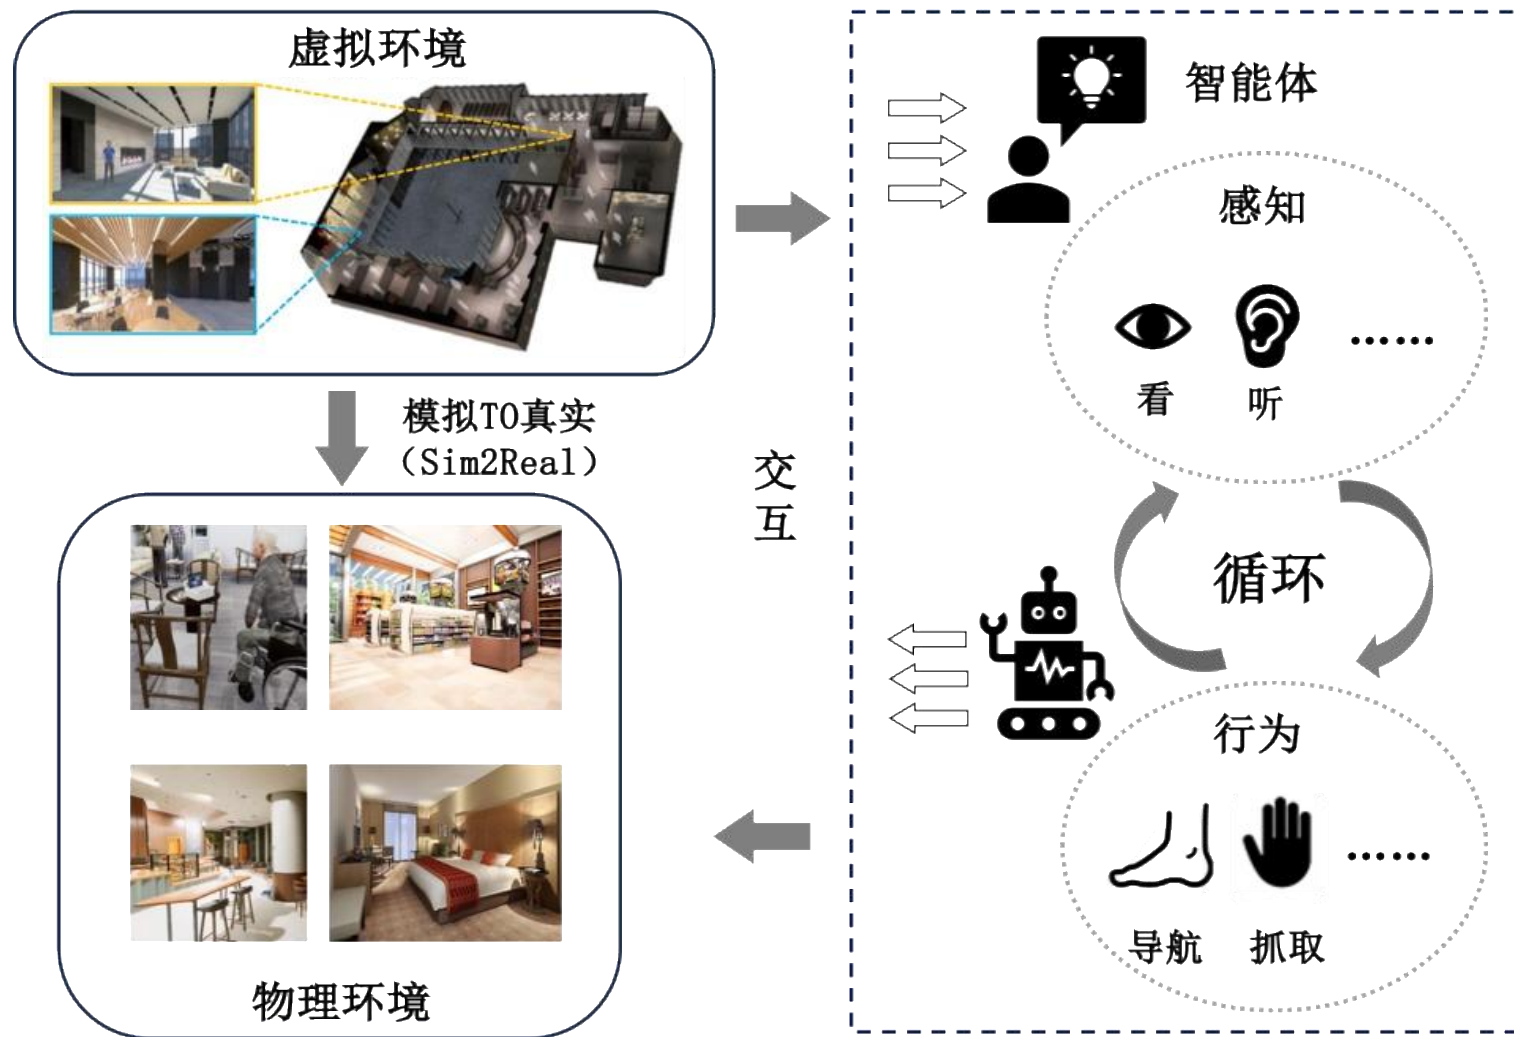 虚拟环境
模拟TO真实
（Sim2Real）
物理环境
交
互
智能体
感知
看
听
……
循环
行为
导航
抓取
……